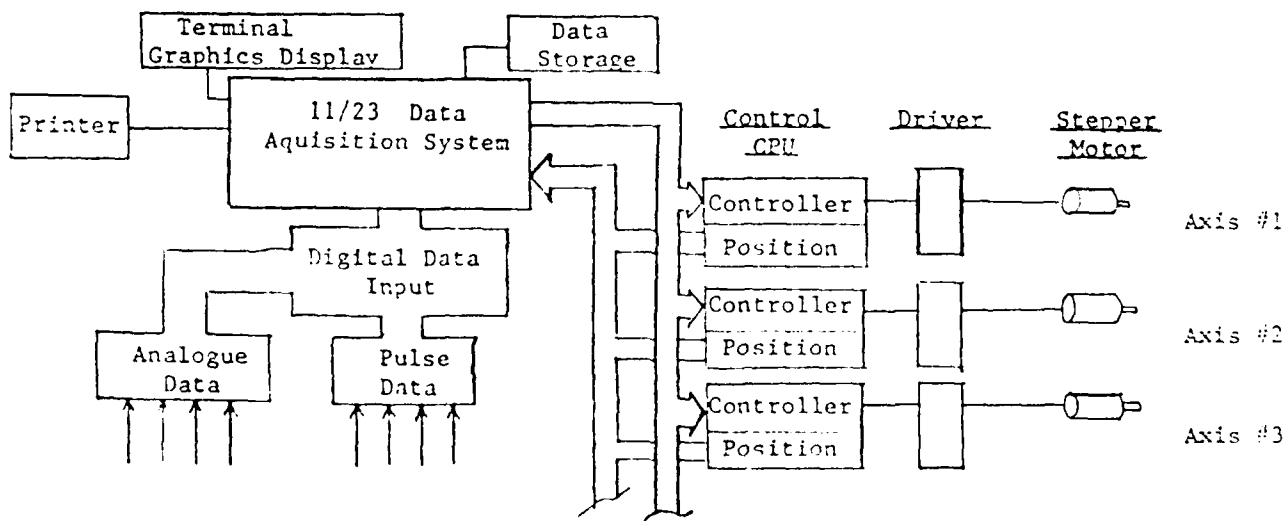 Terminal
Graphics Display
Data
Storage
Printer
11/23 Data
Aquisition System
Control
CPU
Driver
Stepper
Motor
Controller
Position
Axis #1
Digital Data
Input
Controller
Position
Axis #2
Analogue
Data
Pulse
Data
Controller
Position
Axis #3